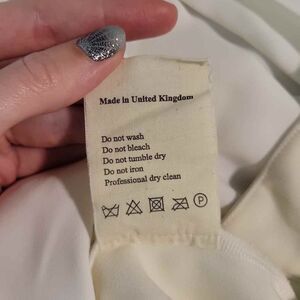 Made in United Kingdom
Do not wash
Do not bleach
Do not tumble dry
Do not iron
Professional dry clean
P